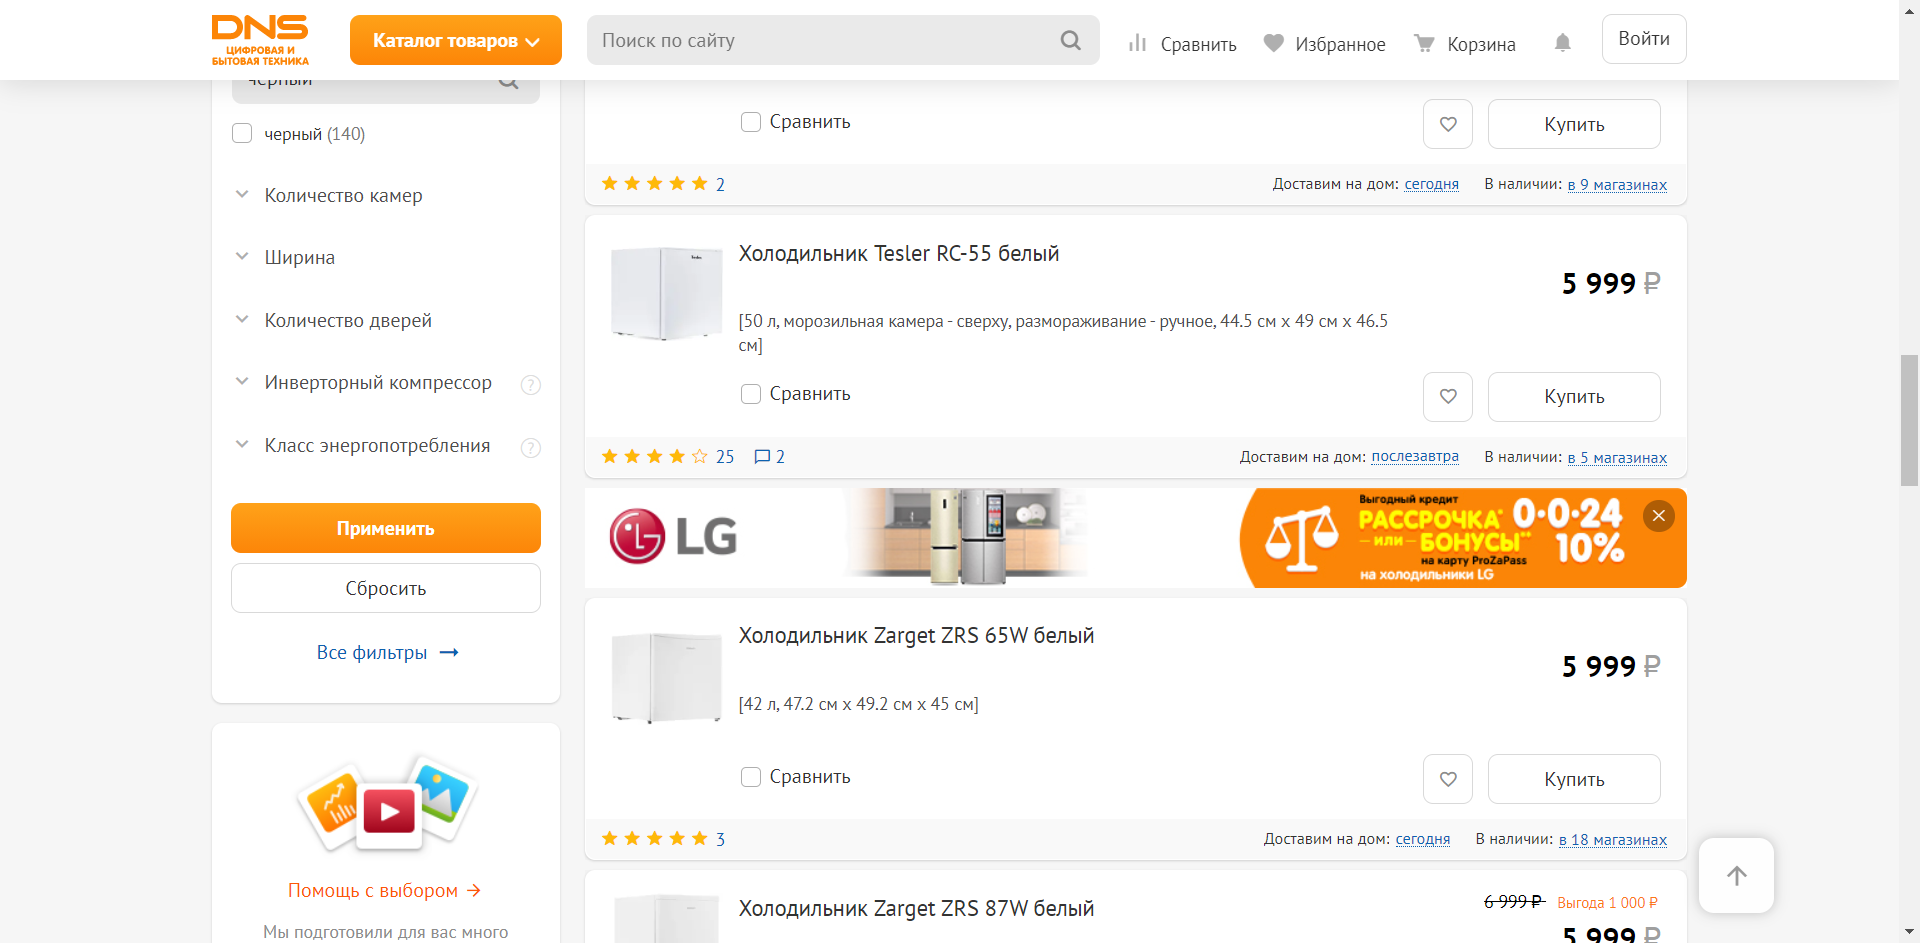 DNS
ЦИФРОВАЯ И
БЫТОВАЯ ТЕХНИКА
Каталог товаров
Поиск по сайту
Сравнить
Избранное
Корзина
Войти
черный
черный (140)
Количество камер
Ширина
Количество дверей
Инверторный компрессор
?
Класс энергопотребления
?
Применить
Сбросить
Все фильтры
Помощь с выбором
Мы подготовили для вас много
Сравнить
Купить
2
Доставим на дом: сегодня
В наличии: в 9 магазинах
Холодильник Tesler RC-55 белый
5 999 ₽
[50 л, морозильная камера - сверху, размораживание - ручное, 44.5 см x 49 см x 46.5
см]
Сравнить
Купить
25
2
Доставим на дом: послезавтра
В наличии: в 5 магазинах
LG
Выгодный кредит
РАССРОЧКА*
или
БОНУСЫ**
на карту ProZaPass
на холодильники LG
0·0·24
10%
Холодильник Zarget ZRS 65W белый
5 999 ₽
[42 л, 47.2 см x 49.2 см x 45 см]
Сравнить
Купить
3
Доставим на дом: сегодня
В наличии: в 18 магазинах
Холодильник Zarget ZRS 87W белый
6 999 ₽
Выгода 1 000 ₽
5 999 ₽